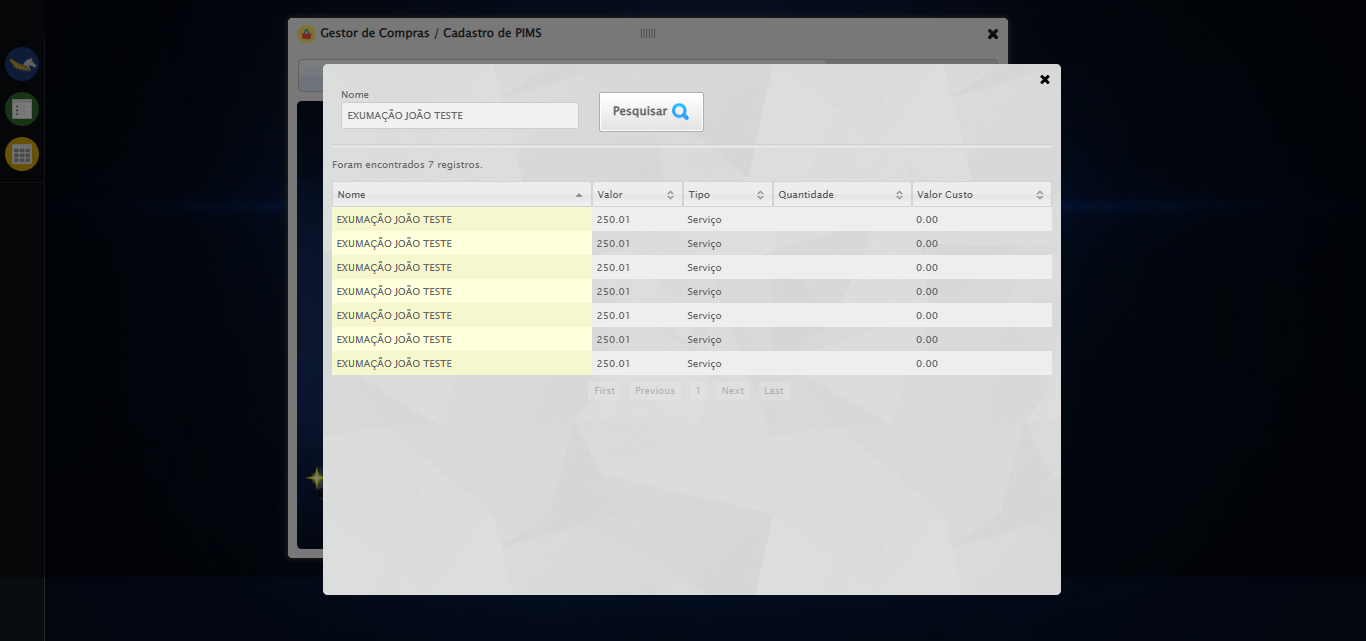 Gestor de Compras / Cadastro de PIMS
Nome
EXUMAÇÃO JOÃO TESTE
Pesquisar
Foram encontrados 7 registros.
Nome Valor Tipo Quantidade Valor Custo
EXUMAÇÃO JOÃO TESTE 250.01 Serviço 0.00
EXUMAÇÃO JOÃO TESTE 250.01 Serviço 0.00
EXUMAÇÃO JOÃO TESTE 250.01 Serviço 0.00
EXUMAÇÃO JOÃO TESTE 250.01 Serviço 0.00
EXUMAÇÃO JOÃO TESTE 250.01 Serviço 0.00
EXUMAÇÃO JOÃO TESTE 250.01 Serviço 0.00
EXUMAÇÃO JOÃO TESTE 250.01 Serviço 0.00
First Previous 1 Next Last